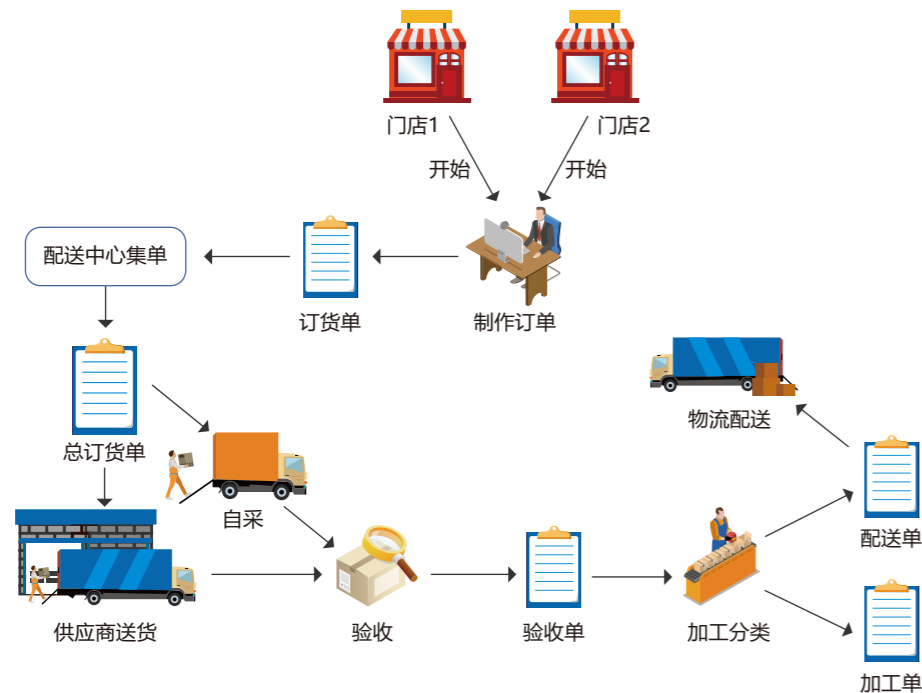 门店1
门店2
开始
开始
配送中心集单
订货单
制作订单
总订货单
自采
物流配送
供应商送货
验收
验收单
加工分类
配送单
加工单